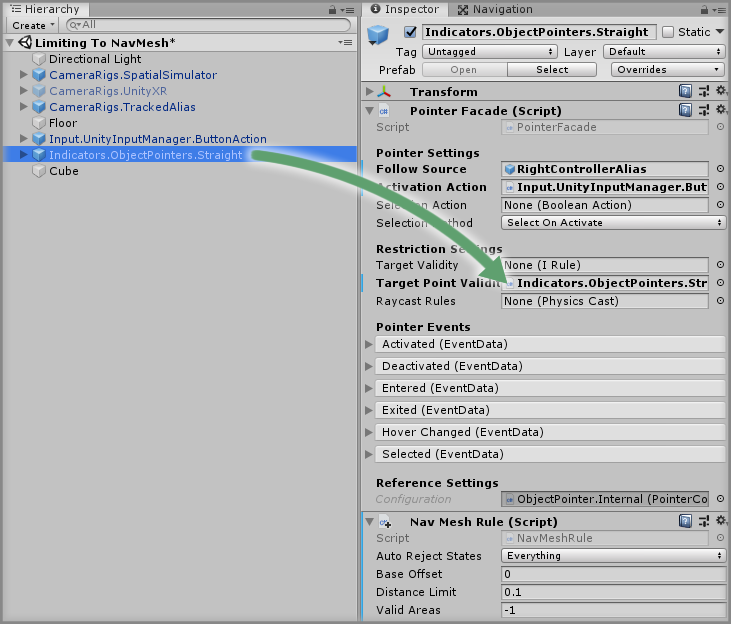 Hierarchy
Create
All
Limiting To NavMesh*
Directional Light
CameraRigs.SpatialSimulator
CameraRigs.UnityXR
CameraRigs.TrackedAlias
Floor
Input.UnityInputManager.ButtonAction
Indicators.ObjectPointers.Straight
Cube
Inspector
Navigation
Indicators.ObjectPointers.Straight
Static
Tag Untagged Layer Default
Prefab Open Select Overrides
Transform
Pointer Facade (Script)
Script PointerFacade
Pointer Settings
Follow Source RightControllerAlias
Activation Action Input.UnityInputManager.But
Selection Action None (Boolean Action)
Selection Method Select On Activate
Restriction Settings
Target Validity None (I Rule)
Target Point Validit Indicators.ObjectPointers.Str
Raycast Rules None (Physics Cast)
Pointer Events
Activated (EventData)
Deactivated (EventData)
Entered (EventData)
Exited (EventData)
Hover Changed (EventData)
Selected (EventData)
Reference Settings
Configuration ObjectPointer.Internal (PointerCo
Nav Mesh Rule (Script)
Script NavMeshRule
Auto Reject States Everything
Base Offset 0
Distance Limit 0.1
Valid Areas -1